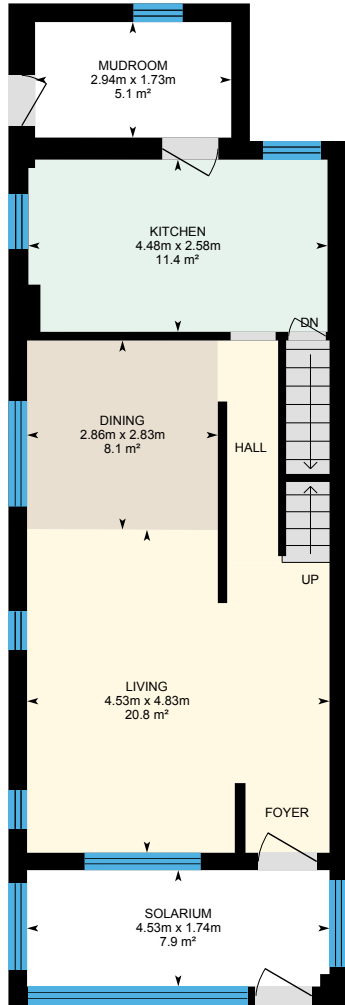 MUDROOM
2.94m x 1.73m
5.1 m²
KITCHEN
4.48m x 2.58m
11.4 m²
DN
DINING
2.86m x 2.83m
8.1 m²
HALL
UP
LIVING
4.53m x 4.83m
20.8 m²
FOYER
SOLARIUM
4.53m x 1.74m
7.9 m²